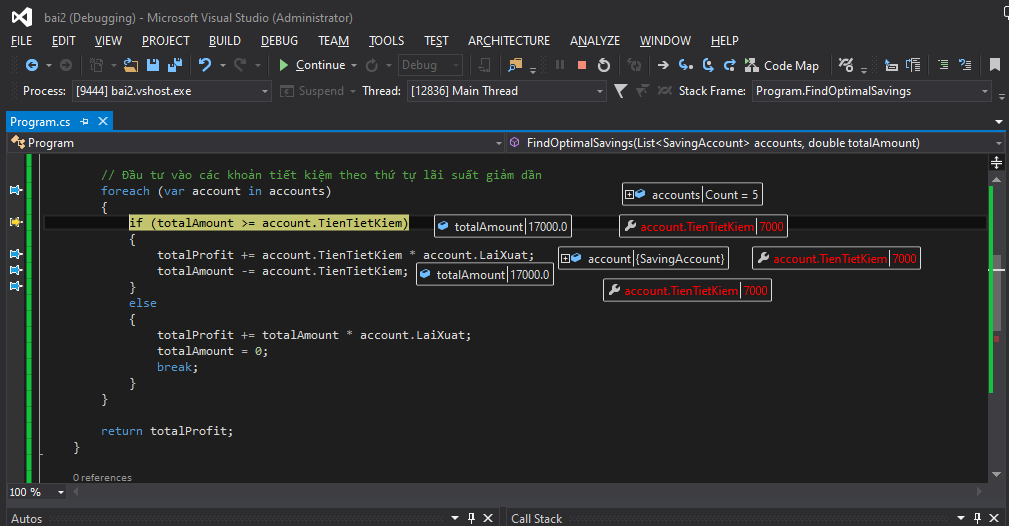 bai2 (Debugging) - Microsoft Visual Studio (Administrator)
FILE EDIT VIEW PROJECT BUILD DEBUG TEAM TOOLS TEST ARCHITECTURE ANALYZE WINDOW HELP
Continue Debug Code Map
Process: [9444] bai2.vshost.exe Suspend Thread: [12836] Main Thread Stack Frame: Program.FindOptimalSavings
Program.cs
Program FindOptimalSavings(List<SavingAccount> accounts, double totalAmount)
// Đầu tư vào các khoản tiết kiệm theo thứ tự lãi suất giảm dần
foreach (var account in accounts) accounts Count = 5
{
if (totalAmount >= account.TienTietKiem) totalAmount 17000.0 account.TienTietKiem 7000
{
totalProfit += account.TienTietKiem * account.LaiXuat; account {SavingAccount} account.TienTietKiem 7000
totalAmount -= account.TienTietKiem; totalAmount 17000.0
} account.TienTietKiem 7000
else
{
totalProfit += totalAmount * account.LaiXuat;
totalAmount = 0;
break;
}
}
return totalProfit;
}
0 references
100 %
Autos Call Stack